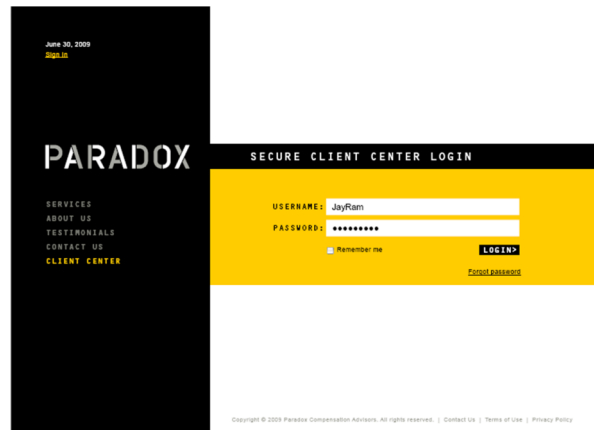 June 30, 2009
Sign in
PARADOX
SERVICES
ABOUT US
TESTIMONIALS
CONTACT US
CLIENT CENTER
SECURE CLIENT CENTER LOGIN
USERNAME: JayRam
PASSWORD: •••••••••
Remember me LOGIN>
Forgot password
Copyright © 2009 Paradox Compensation Advisors. All rights reserved. | Contact Us | Terms of Use | Privacy Policy